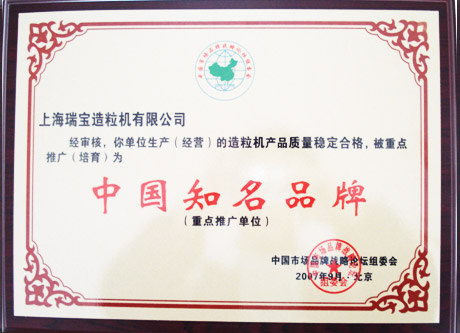 上海瑞宝造粒机有限公司
经审核，你单位生产（经营）的造粒机产品质量稳定合格，被重点
推广（培育）为
中国知名品牌
（重点推广单位）
中国市场品牌战略论坛组委会
2007年9月·北京
组委会